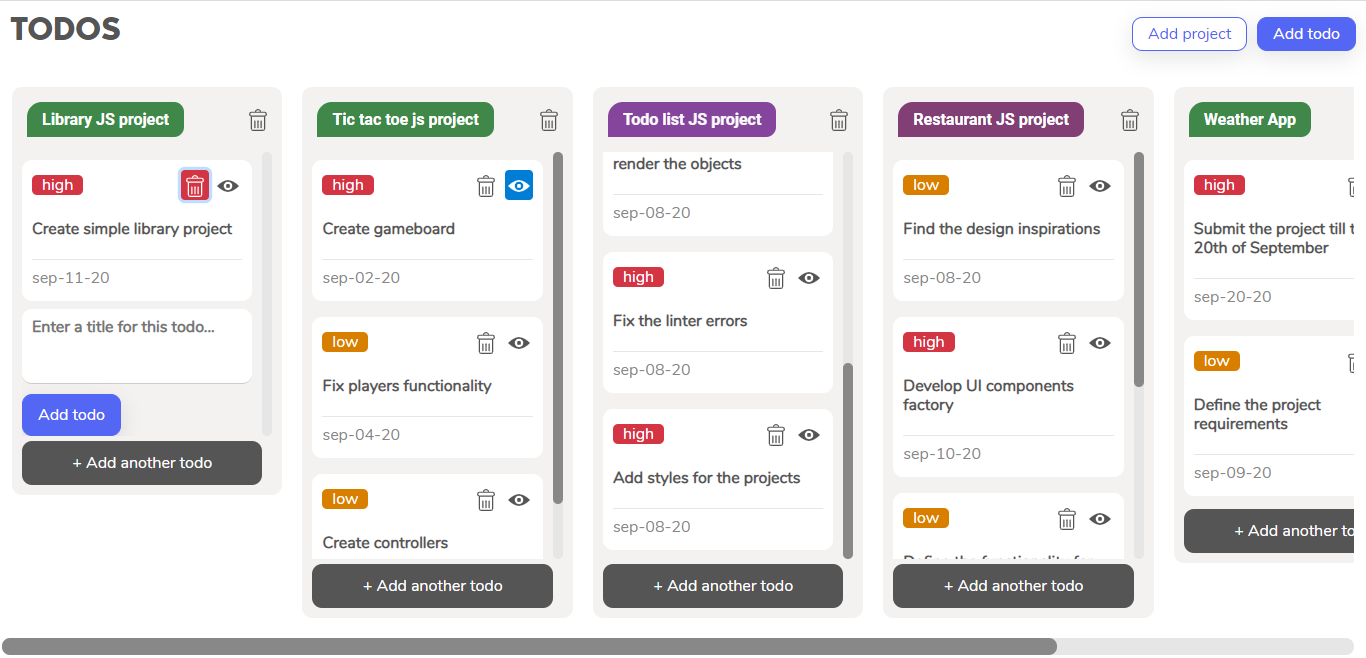 TODOS
Add project
Add todo
Library JS project
high
Create simple library project
sep-11-20
Enter a title for this todo...
Add todo
+ Add another todo
Tic tac toe js project
high
Create gameboard
sep-02-20
low
Fix players functionality
sep-04-20
low
Create controllers
+ Add another todo
Todo list JS project
render the objects
sep-08-20
high
Fix the linter errors
sep-08-20
high
Add styles for the projects
sep-08-20
+ Add another todo
Restaurant JS project
low
Find the design inspirations
sep-08-20
high
Develop UI components
factory
sep-10-20
low
+ Add another todo
Weather App
high
Submit the project till
20th of September
sep-20-20
low
Define the project
requirements
sep-09-20
+ Add another to